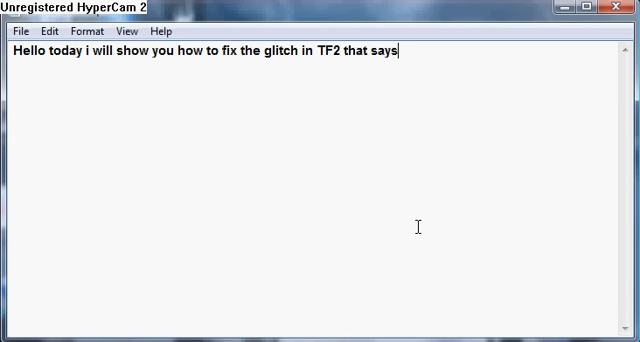 Unregistered HyperCam 2
File Edit Format View Help
Hello today i will show you how to fix the glitch in TF2 that says